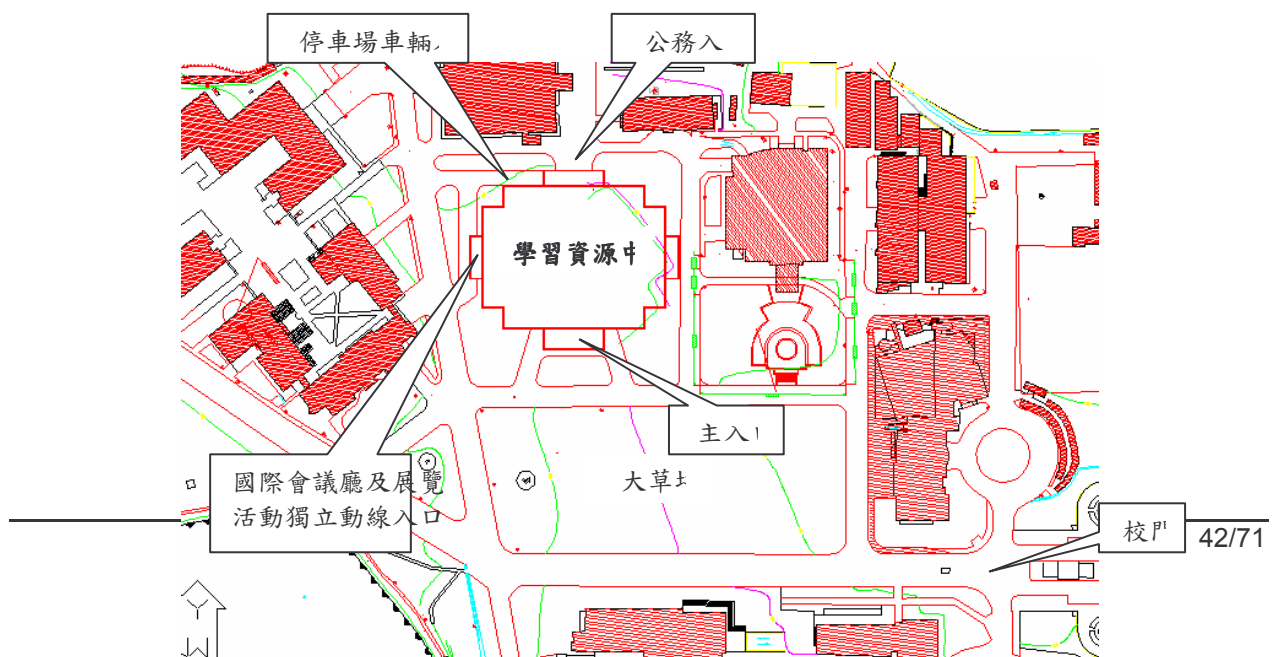 停車場車輛
公務入
學習資源中
主入
國際會議廳及展覽
活動獨立動線入口
大草
校門
42/71